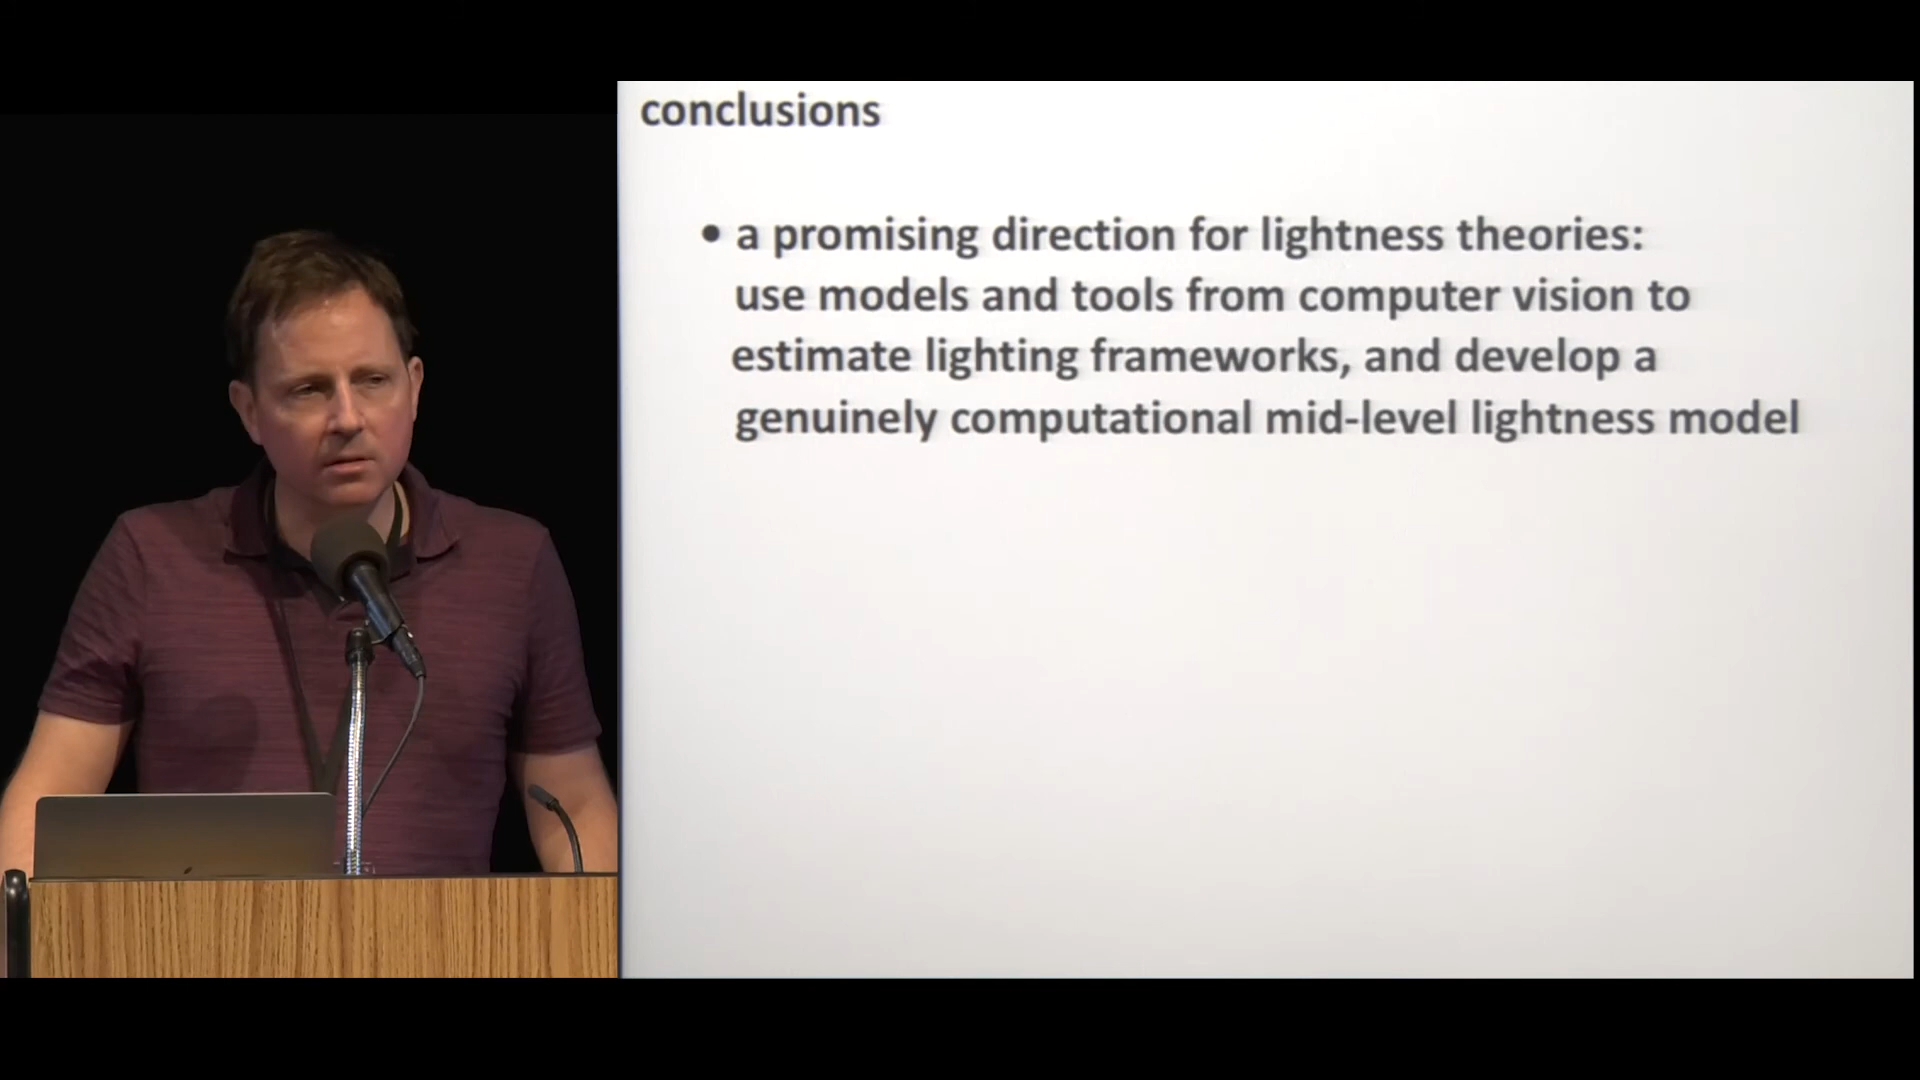 conclusions
• a promising direction for lightness theories:
use models and tools from computer vision to
estimate lighting frameworks, and develop a
genuinely computational mid-level lightness model